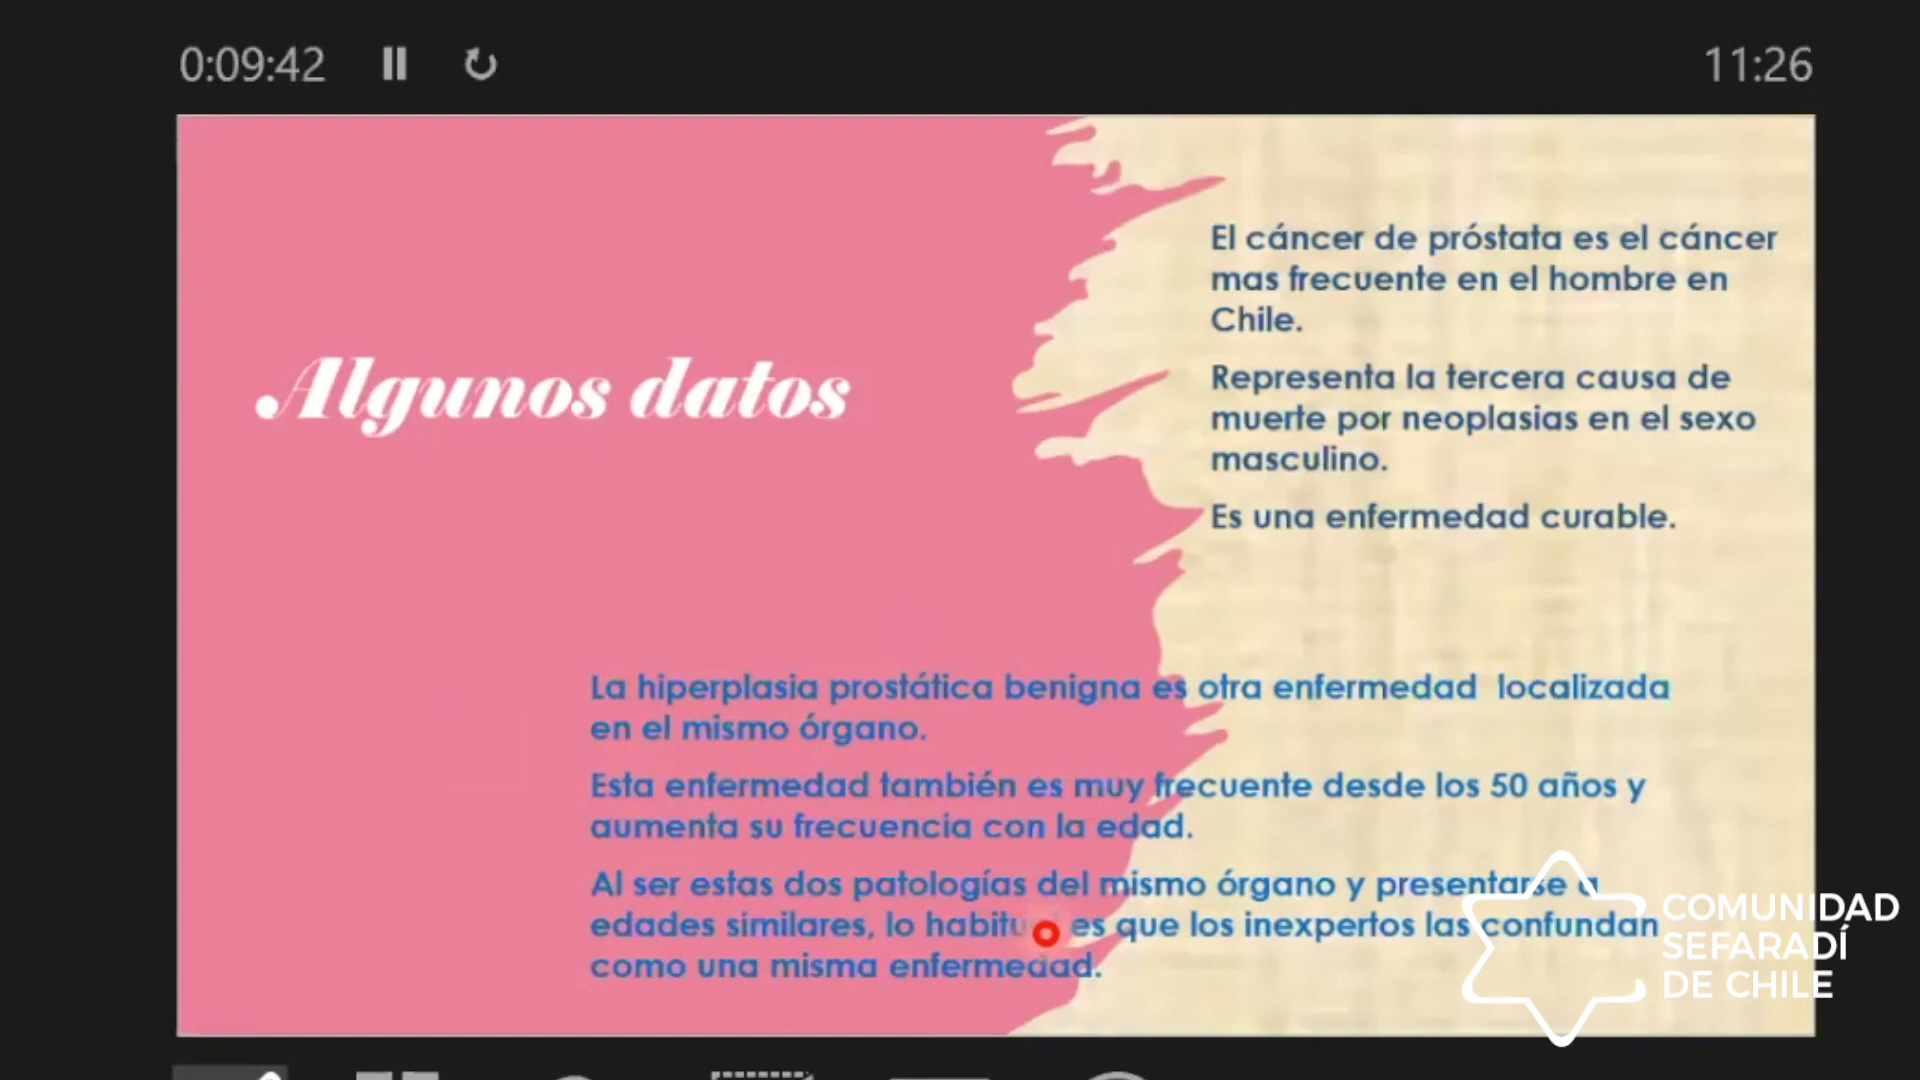 0:09:42
11:26
Algunos datos
El cáncer de próstata es el cáncer
mas frecuente en el hombre en
Chile.
Representa la tercera causa de
muerte por neoplasias en el sexo
masculino.
Es una enfermedad curable.
La hiperplasia prostática benigna es otra enfermedad localizada
en el mismo órgano.
Esta enfermedad también es muy frecuente desde los 50 años y
aumenta su frecuencia con la edad.
Al ser estas dos patologías del mismo órgano y presentarse a
edades similares, lo habitual es que los inexpertos las confundan
como una misma enfermedad.
COMUNIDAD
SEFARADÍ
DE CHILE